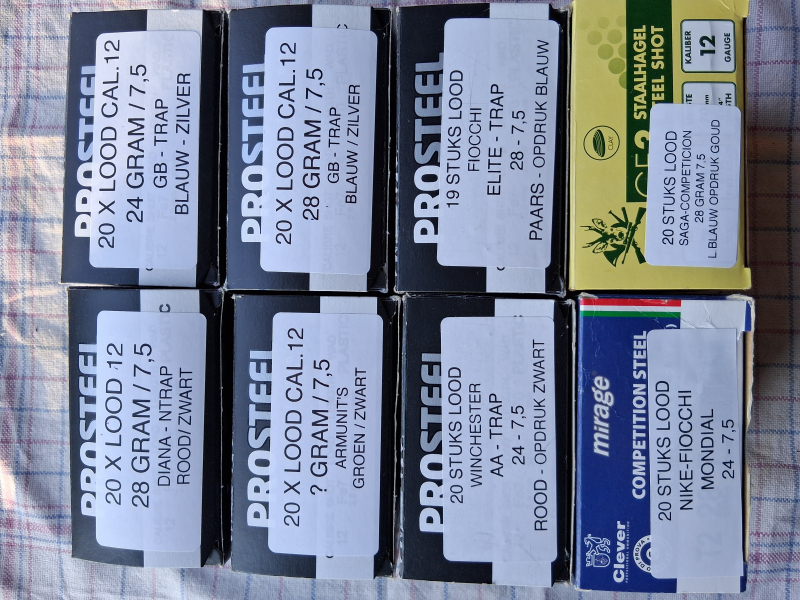 PROSTEEL
20 X LOOD CAL.12
24 GRAM / 7,5
GB - TRAP
BLAUW - ZILVER
PROSTEEL
20 X LOOD CAL.12
28 GRAM / 7,5
GB - TRAP
BLAUW / ZILVER
PROSTEEL
19 STUKS LOOD
FIOCCHI
ELITE - TRAP
28 - 7,5
PAARS - OPDRUK BLAUW
STAALHAGEL
STEEL SHOT
KALIBER
12
GAUGE
CLAY
20 STUKS LOOD
SAGA-COMPETICION
28 GRAM 7,5
L.BLAUW OPDRUK GOUD
PROSTEEL
20 X LOOD 12
28 GRAM / 7,5
DIANA - NTRAP
ROOD/ZWART
PROSTEEL
20 X LOOD CAL.12
? GRAM / 7,5
ARMUNIT'S
GROEN / ZWART
PROSTEEL
20 STUKS LOOD
WINCHESTER
AA - TRAP
24 - 7,5
ROOD - OPDRUK ZWART
mirage
COMPETITION STEEL
Clever
20 STUKS LOOD
NIKE-FIOCCHI
MONDIAL
24 - 7,5